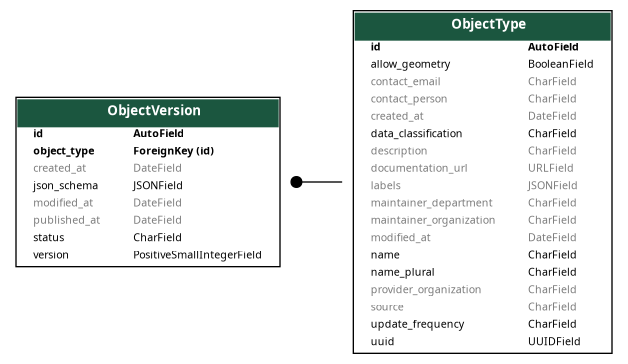 ObjectVersion
id AutoField
object_type ForeignKey (id)
created_at DateField
json_schema JSONField
modified_at DateField
published_at DateField
status CharField
version PositiveSmallIntegerField
ObjectType
id AutoField
allow_geometry BooleanField
contact_email CharField
contact_person CharField
created_at DateField
data_classification CharField
description CharField
documentation_url URLField
labels JSONField
maintainer_department CharField
maintainer_organization CharField
modified_at DateField
name CharField
name_plural CharField
provider_organization CharField
source CharField
update_frequency CharField
uuid UUIDField